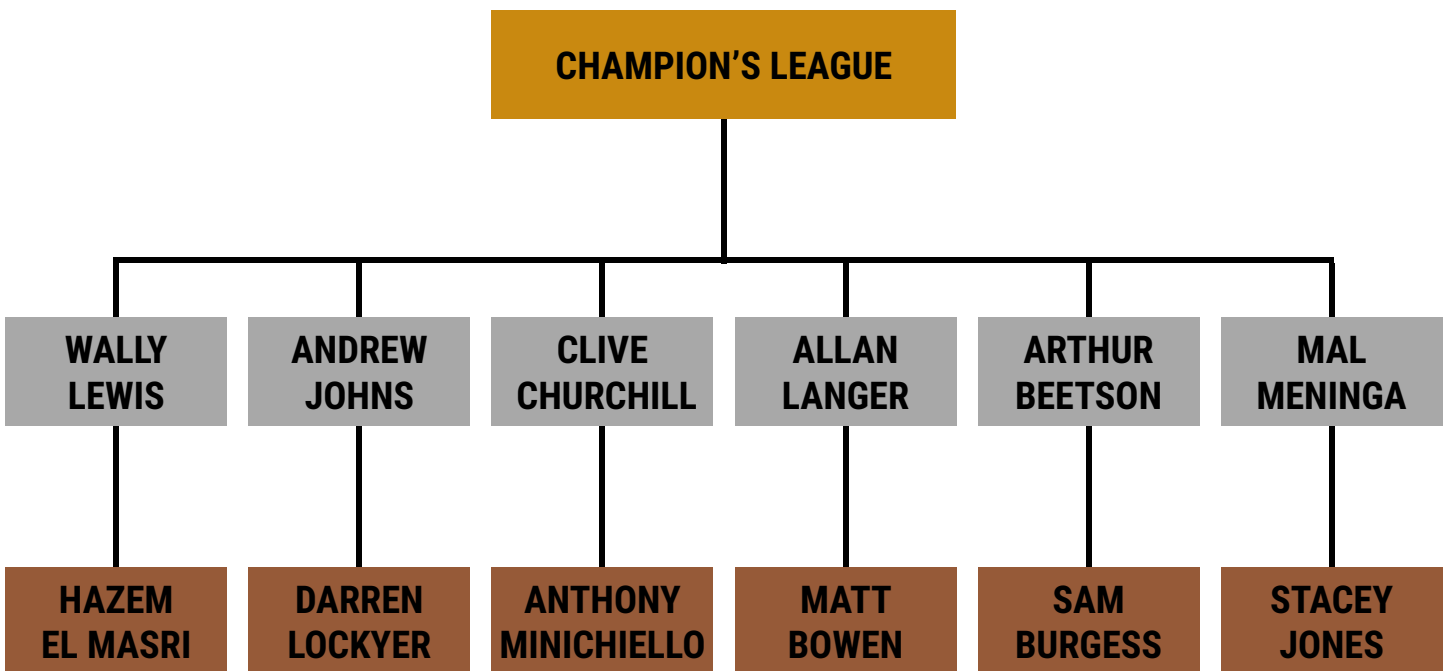 CHAMPION’S LEAGUE
WALLY
LEWIS
ANDREW
JOHNS
CLIVE
CHURCHILL
ALLAN
LANGER
ARTHUR
BEETSON
MAL
MENINGA
HAZEM
EL MASRI
DARREN
LOCKYER
ANTHONY
MINICHIELLO
MATT
BOWEN
SAM
BURGESS
STACEY
JONES